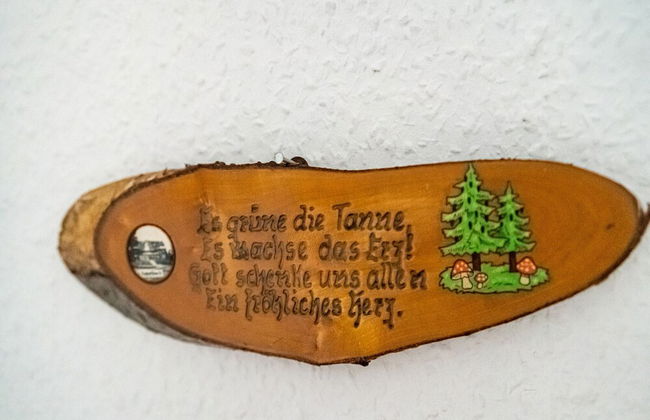 Es grüne die Tanne,
Es wachse das Erz!
Gott schenke uns allen
Ein fröhliches Herz.